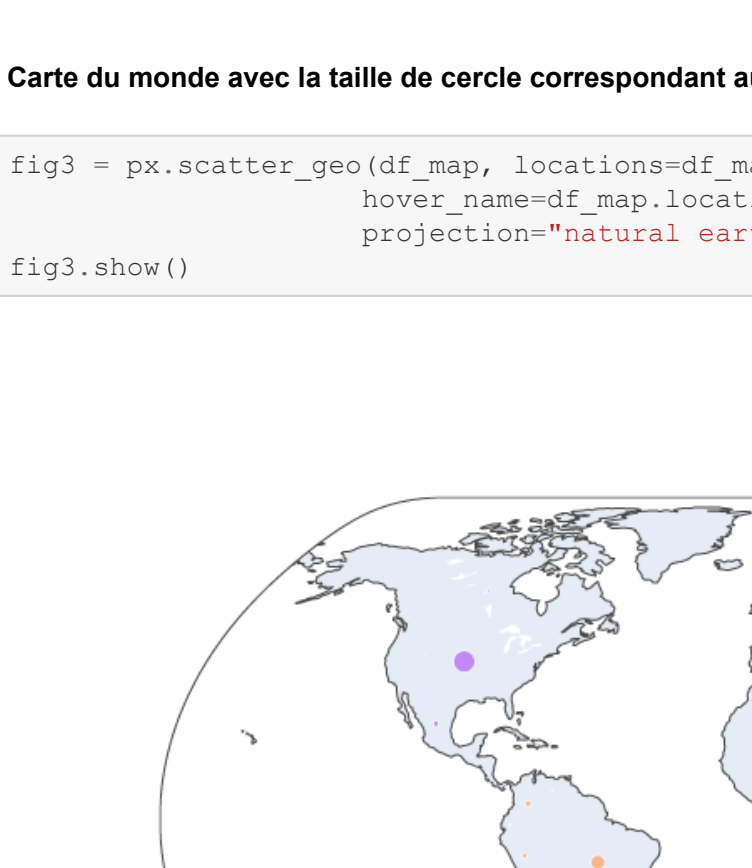 Carte du monde avec la taille de cercle correspondant
fig3 = px.scatter_geo(df_map, locations=df_m
hover_name=df_map.locat
projection="natural ear
fig3.show()